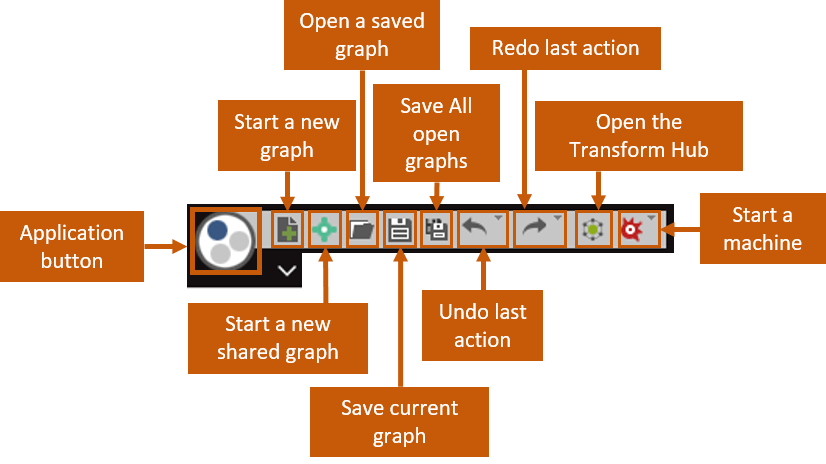 Open a saved
graph
Redo last action
Save All
open
graphs
Start a new
graph
Open the
Transform Hub
Application
button
Start a
machine
Start a new
shared graph
Undo last
action
Save current
graph